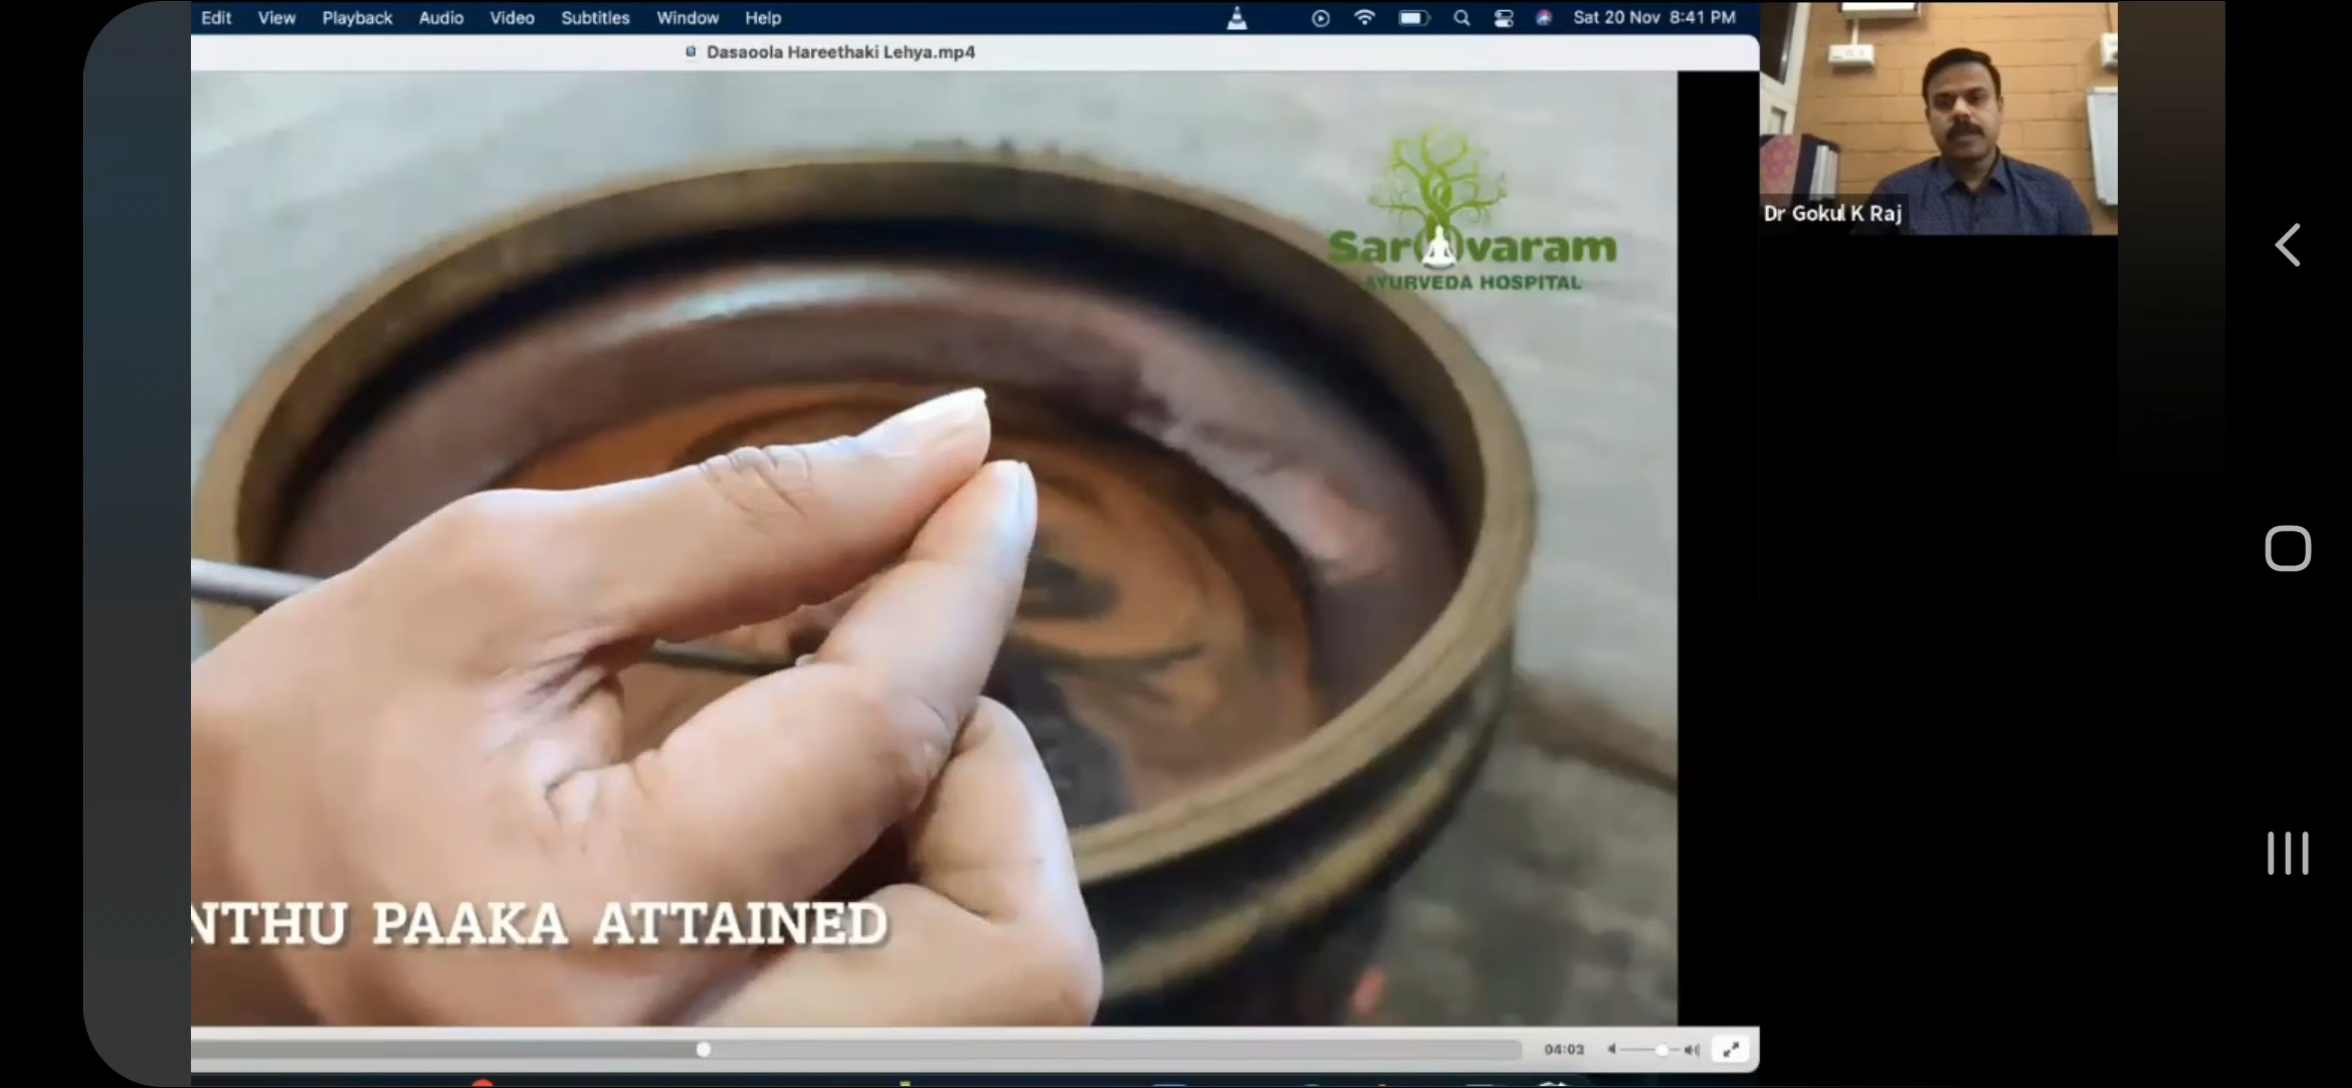 Edit View Playback Audio Video Subtitles Window Help Sat 20 Nov 8:41 PM
Dasaoola Hareethaki Lehya.mp4
Sarovaram
AYURVEDA HOSPITAL
Dr Gokul K Raj
NTHU PAAKA ATTAINED
04:03